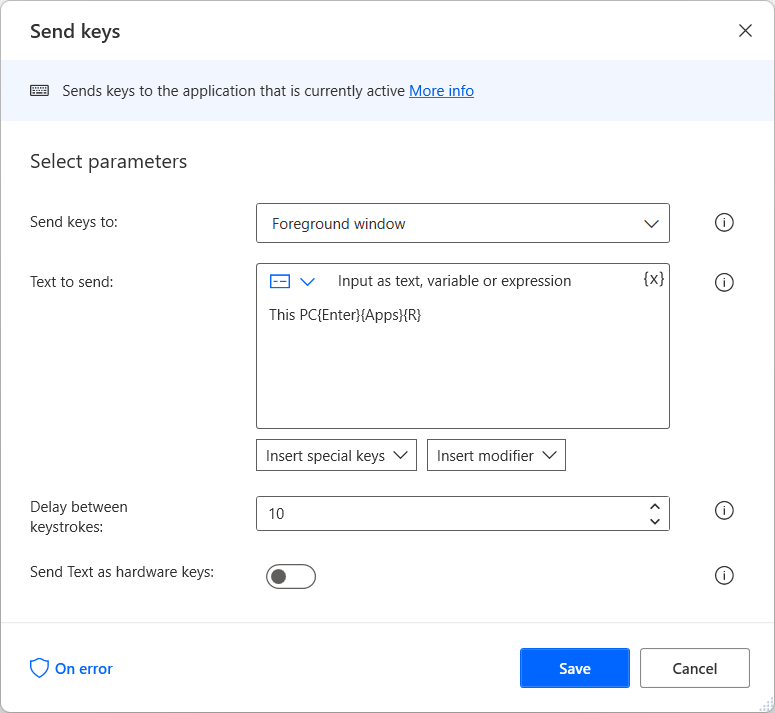 Send keys
Sends keys to the application that is currently active More info
Select parameters
Send keys to:
Foreground window
Text to send:
Input as text, variable or expression
{x}
This PC{Enter}{Apps}{R}
Insert special keys
Insert modifier
Delay between
keystrokes:
10
Send Text as hardware keys:
On error
Save
Cancel